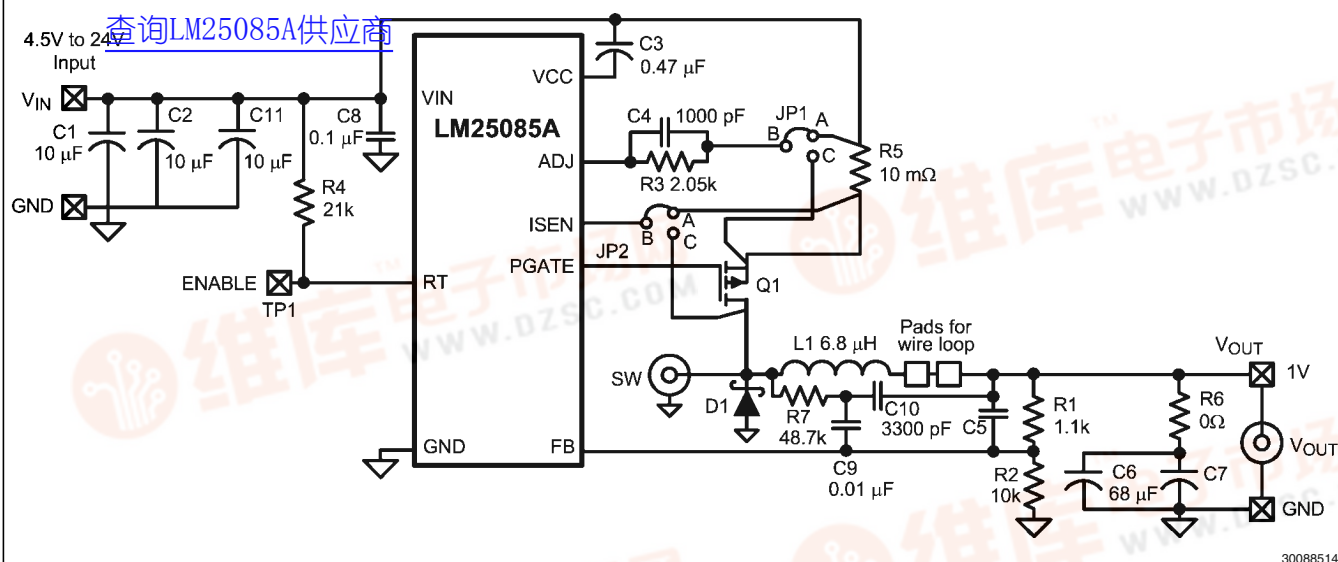 查询LM25085A供应商
4.5V to 24V
Input
VIN
GND
C1
10 µF
C2
10 µF
C11
10 µF
C8
0.1 µF
R4
21k
ENABLE
TP1
VIN
LM25085A
VCC
ADJ
ISEN
PGATE
RT
GND
FB
C3
0.47 µF
C4 1000 pF
R3 2.05k
JP1
A
B
C
R5
10 mΩ
A
B
C
JP2
Q1
SW
D1
L1 6.8 µH
Pads for
wire loop
R7
48.7k
C10
3300 pF
C9
0.01 µF
C5
R1
1.1k
R2
10k
R6
0Ω
C6
68 µF
C7
VOUT
1V
VOUT
GND
30088514
维库电子市场网
WWW.DZSC.COM
TM